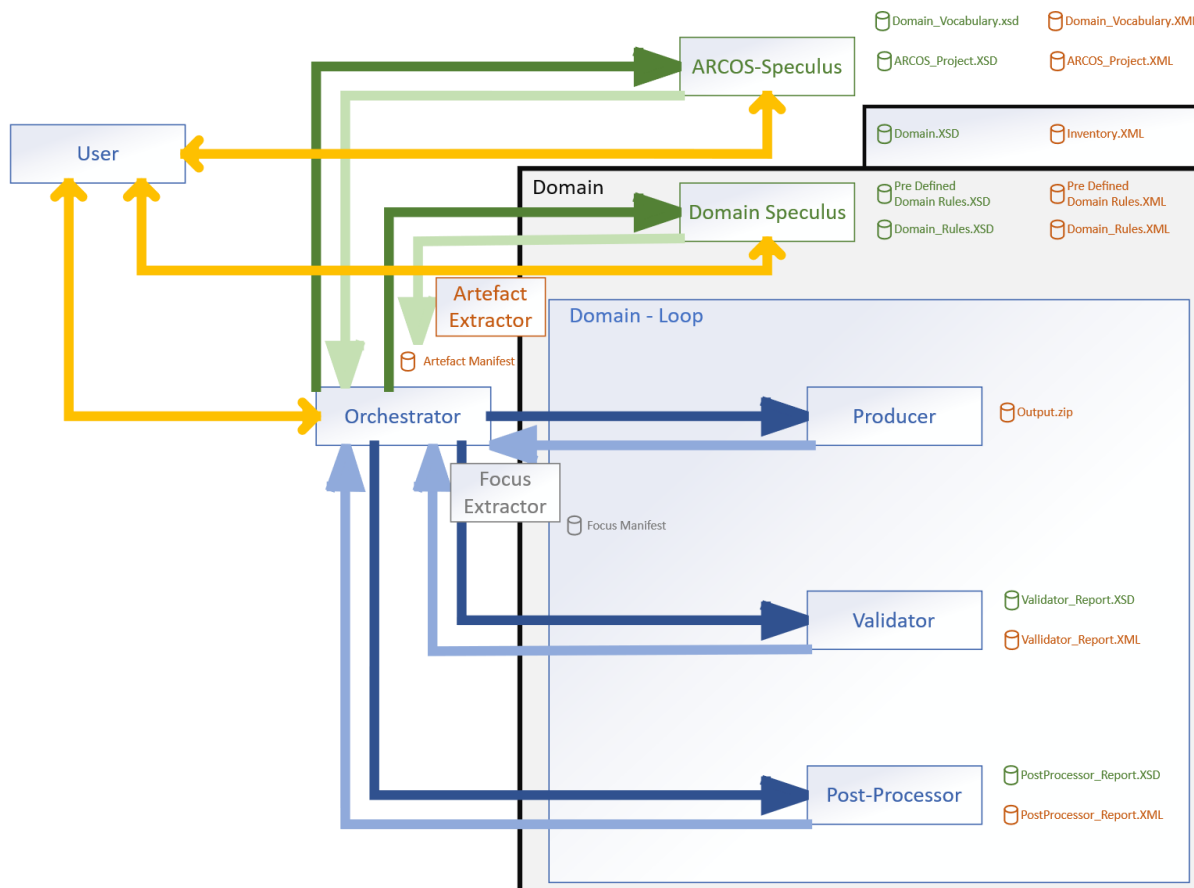 Domain_Vocabulary.xsd
Domain_Vocabulary.XML
ARCOS-Speculus
ARCOS_Project.XSD
ARCOS_Project.XML
User
Domain.XSD
Inventory.XML
Domain
Domain Speculus
Pre Defined
Domain Rules.XSD
Pre Defined
Domain Rules.XML
Domain_Rules.XSD
Domain_Rules.XML
Artefact
Extractor
Domain - Loop
Artefact Manifest
Orchestrator
Producer
Output.zip
Focus
Extractor
Focus Manifest
Validator
Validator_Report.XSD
Vallidator_Report.XML
Post-Processor
PostProcessor_Report.XSD
PostProcessor_Report.XML